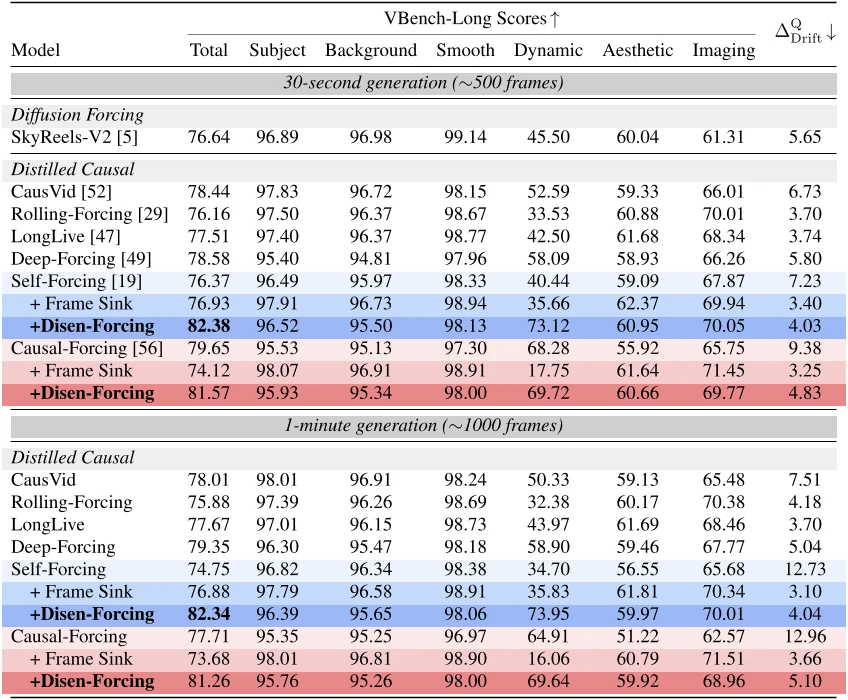 VBench-Long Scores↑ Δ^Q_Drift↓
Model Total Subject Background Smooth Dynamic Aesthetic Imaging
30-second generation (∼500 frames)
Diffusion Forcing
SkyReels-V2 [5] 76.64 96.89 96.98 99.14 45.50 60.04 61.31 5.65
Distilled Causal
CausVid [52] 78.44 97.83 96.72 98.15 52.59 59.33 66.01 6.73
Rolling-Forcing [29] 76.16 97.50 96.37 98.67 33.53 60.88 70.01 3.70
LongLive [47] 77.51 97.40 96.37 98.77 42.50 61.68 68.34 3.74
Deep-Forcing [49] 78.58 95.40 94.81 97.96 58.09 58.93 66.26 5.80
Self-Forcing [19] 76.37 96.49 95.97 98.33 40.44 59.09 67.87 7.23
+ Frame Sink 76.93 97.91 96.73 98.94 35.66 62.37 69.94 3.40
+Disen-Forcing 82.38 96.52 95.50 98.13 73.12 60.95 70.05 4.03
Causal-Forcing [56] 79.65 95.53 95.13 97.30 68.28 55.92 65.75 9.38
+ Frame Sink 74.12 98.07 96.91 98.91 17.75 61.64 71.45 3.25
+Disen-Forcing 81.57 95.93 95.34 98.00 69.72 60.66 69.77 4.83
1-minute generation (∼1000 frames)
Distilled Causal
CausVid 78.01 98.01 96.91 98.24 50.33 59.13 65.48 7.51
Rolling-Forcing 75.88 97.39 96.26 98.69 32.38 60.17 70.38 4.18
LongLive 77.67 97.01 96.15 98.73 43.97 61.69 68.46 3.70
Deep-Forcing 79.35 96.30 95.47 98.18 58.90 59.46 67.77 5.04
Self-Forcing 74.75 96.82 96.34 98.38 34.70 56.55 65.68 12.73
+ Frame Sink 76.88 97.79 96.58 98.91 35.83 61.81 70.34 3.10
+Disen-Forcing 82.34 96.39 95.65 98.06 73.95 59.97 70.01 4.04
Causal-Forcing 77.71 95.35 95.25 96.97 64.91 51.22 62.57 12.96
+ Frame Sink 73.68 98.01 96.81 98.90 16.06 60.79 71.51 3.66
+Disen-Forcing 81.26 95.76 95.26 98.00 69.64 59.92 68.96 5.10